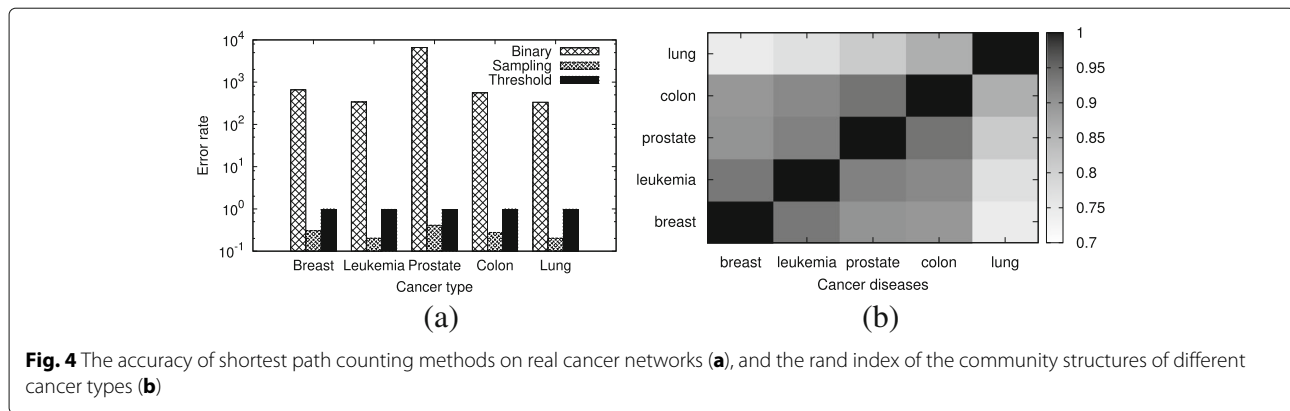 10^4
10^3
10^2
10^1
10^0
10^-1
Error rate
Binary
Sampling
Threshold
Breast Leukemia Prostate Colon Lung
Cancer type
(a)
lung
colon
prostate
leukemia
breast
breast leukemia prostate colon lung
Cancer diseases
1
0.95
0.9
0.85
0.8
0.75
0.7
(b)
Fig. 4 The accuracy of shortest path counting methods on real cancer networks (a), and the rand index of the community structures of different
cancer types (b)